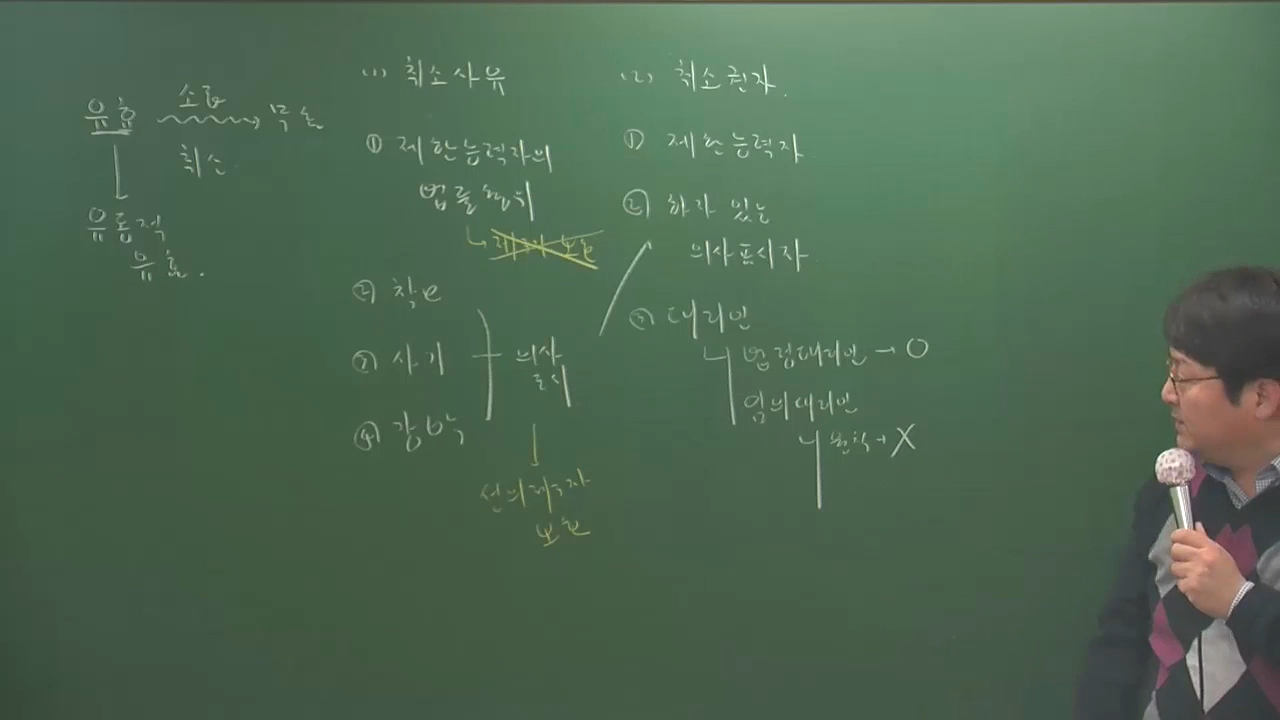 유효 소급 무효
취소
유동적
유효.
(1) 취소사유
① 제한능력자의
법률행위
② 착오
③ 사기
④ 강박
의사
표시
선의 제3자
보호
(2) 취소권자.
① 제한능력자
② 하자 있는
의사표시자
③ 대리인
법정대리인 → O
임의대리인
원칙 → X